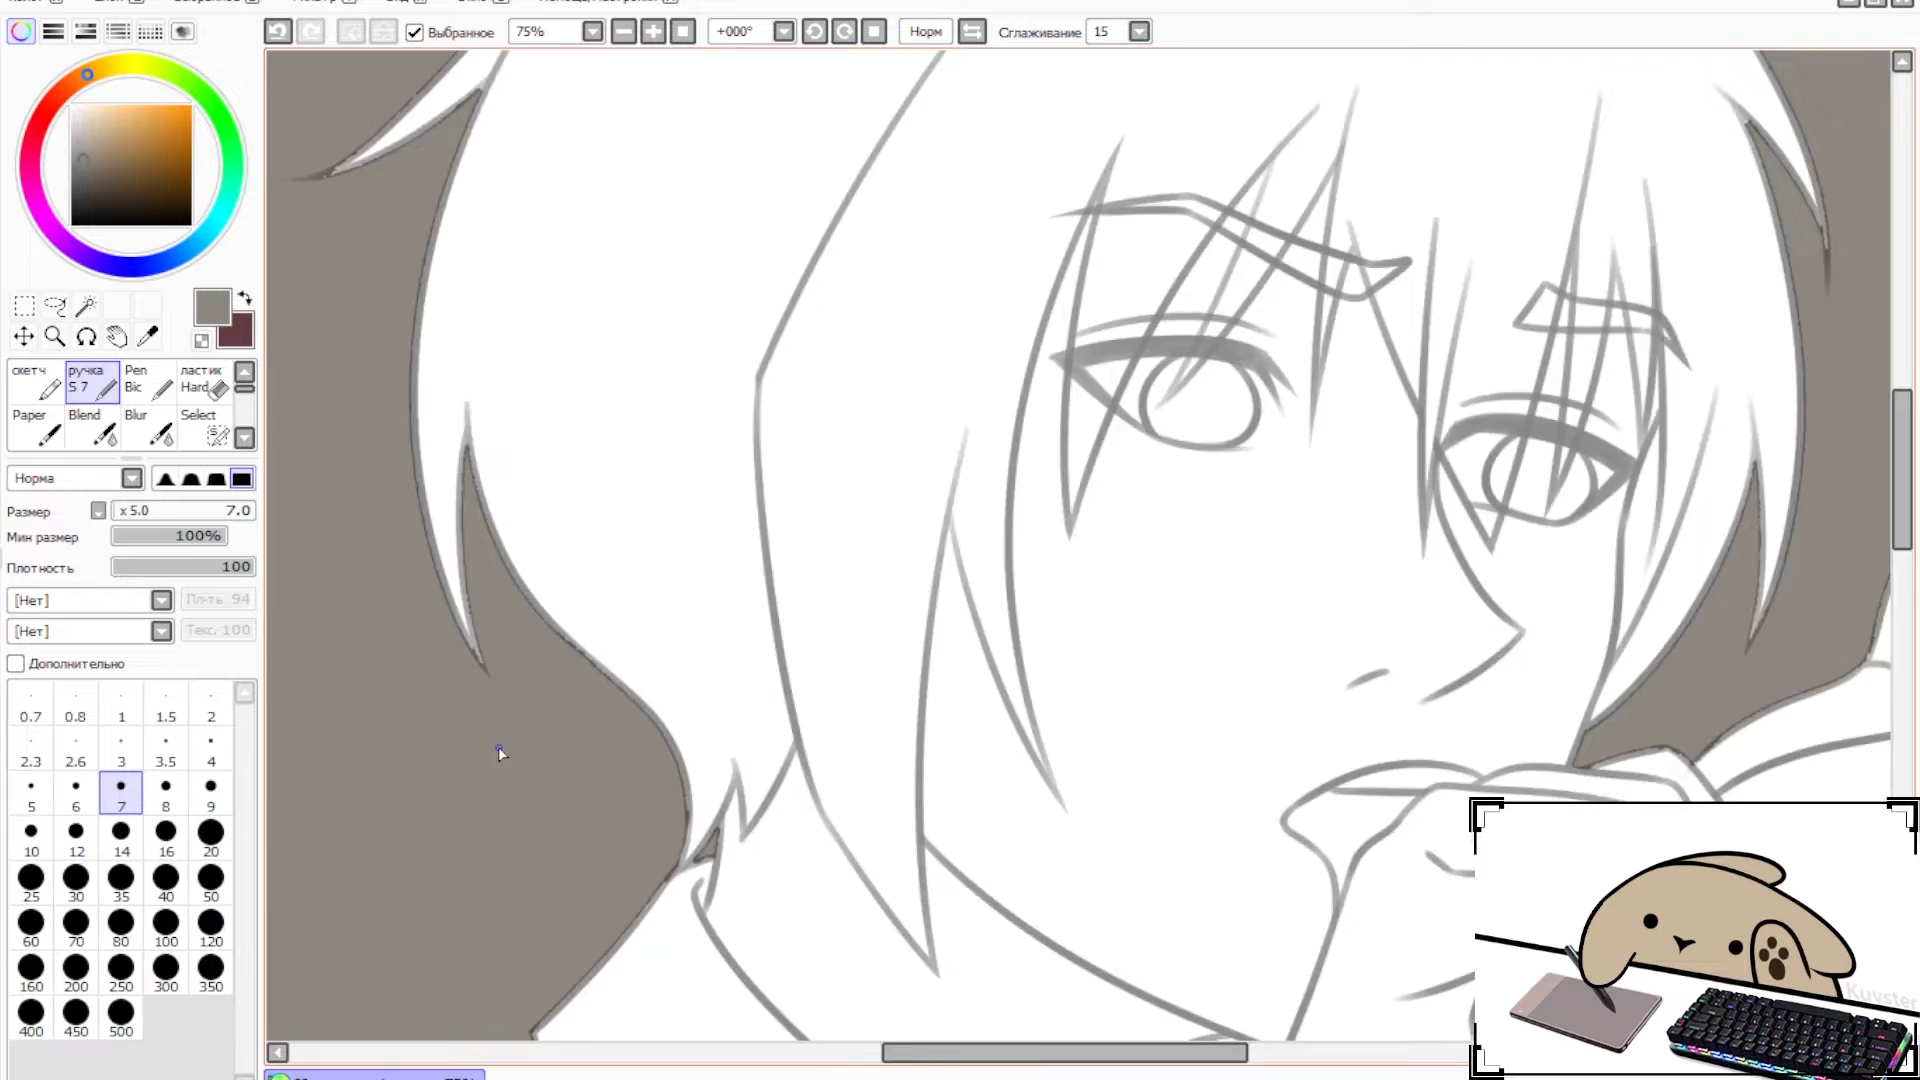 Выбранное 75% +000° Норм Сглаживание 15
скетч ручка Pen ластик
S 7 Bic Hard
Paper Blend Blur Select
Норма
Размер x 5.0 7.0
Мин размер 100%
Плотность 100
[Нет] Пл-ть 94
[Нет] Текс. 100
Дополнительно
0.7 0.8 1 1.5 2
2.3 2.6 3 3.5 4
5 6 7 8 9
10 12 14 16 20
25 30 35 40 50
60 70 80 100 120
160 200 250 300 350
400 450 500
Kuvster